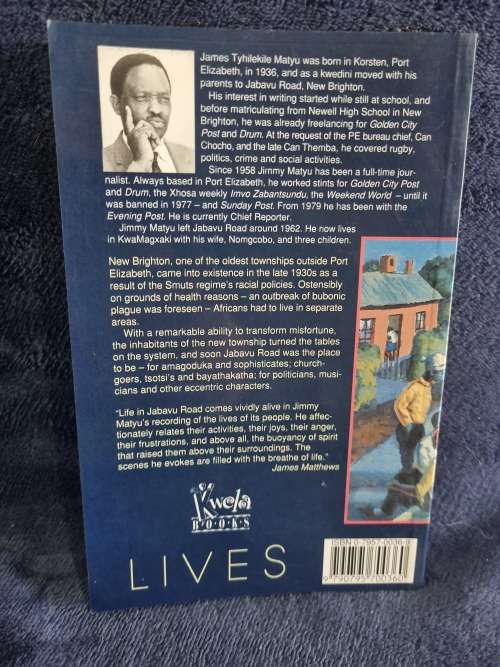 James Tyhilekile Matyu was born in Korsten, Port
Elizabeth, in 1936, and as a kwedini moved with his
parents to Jabavu Road, New Brighton.
His interest in writing started while still at school, and
before matriculating from Newell High School in New
Brighton, he was already freelancing for Golden City
Post and Drum. At the request of the PE bureau chief, Can
Chocho, and the late Can Themba, he covered rugby,
politics, crime and social activities.
Since 1958 Jimmy Matyu has been a full-time jour-
nalist. Always based in Port Elizabeth, he worked stints for Golden City Post
and Drum, the Xhosa weekly Imvo Zabantsundu, the Weekend World – until it
was banned in 1977 – and Sunday Post. From 1979 he has been with the
Evening Post. He is currently Chief Reporter.
Jimmy Matyu left Jabavu Road around 1962. He now lives
in KwaMagxaki with his wife, Nomgcobo, and three children.
New Brighton, one of the oldest townships outside Port
Elizabeth, came into existence in the late 1930s as a
result of the Smuts regime's racial policies. Ostensibly
on grounds of health reasons – an outbreak of bubonic
plague was foreseen – Africans had to live in separate
areas.
With a remarkable ability to transform misfortune,
the inhabitants of the new township turned the tables
on the system, and soon Jabavu Road was the place
to be – for amagoduka and sophisticates; church-
goers, tsotsi's and bayathakatha; for politicians, musi-
cians and other eccentric characters.
"Life in Jabavu Road comes vividly alive in Jimmy
Matyu's recording of the lives of its people. He affec-
tionately relates their activities, their joys, their anger,
their frustrations, and above all, the buoyancy of spirit
that raised them above their surroundings. The
scenes he evokes are filled with the breathe of life."
James Matthews
Kwela
BOOKS
LIVES
ISBN 0-7957-0036-9
9790795700360